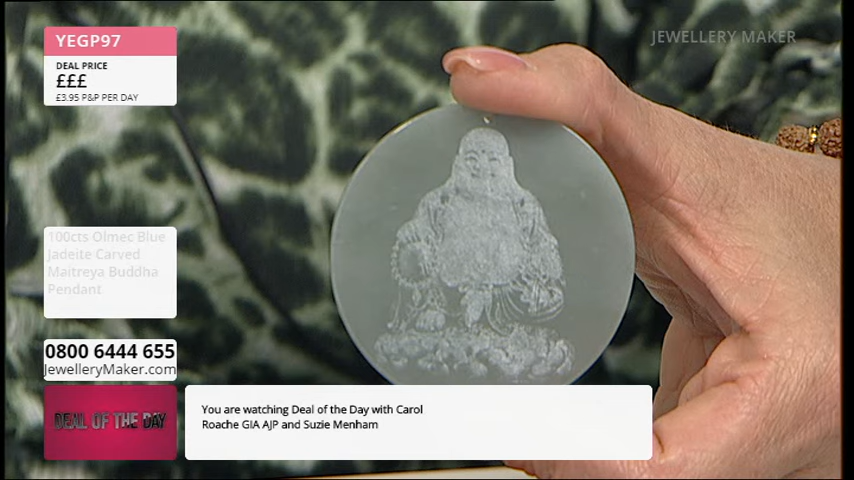 YEGP97
DEAL PRICE
£££
£3.95 P&P PER DAY
JEWELLERY MAKER
100cts Olmec Blue
Jadeite Carved
Maitreya Buddha
Pendant
0800 6444 655
JewelleryMaker.com
DEAL OF THE DAY
You are watching Deal of the Day with Carol
Roache GIA AJP and Suzie Menham